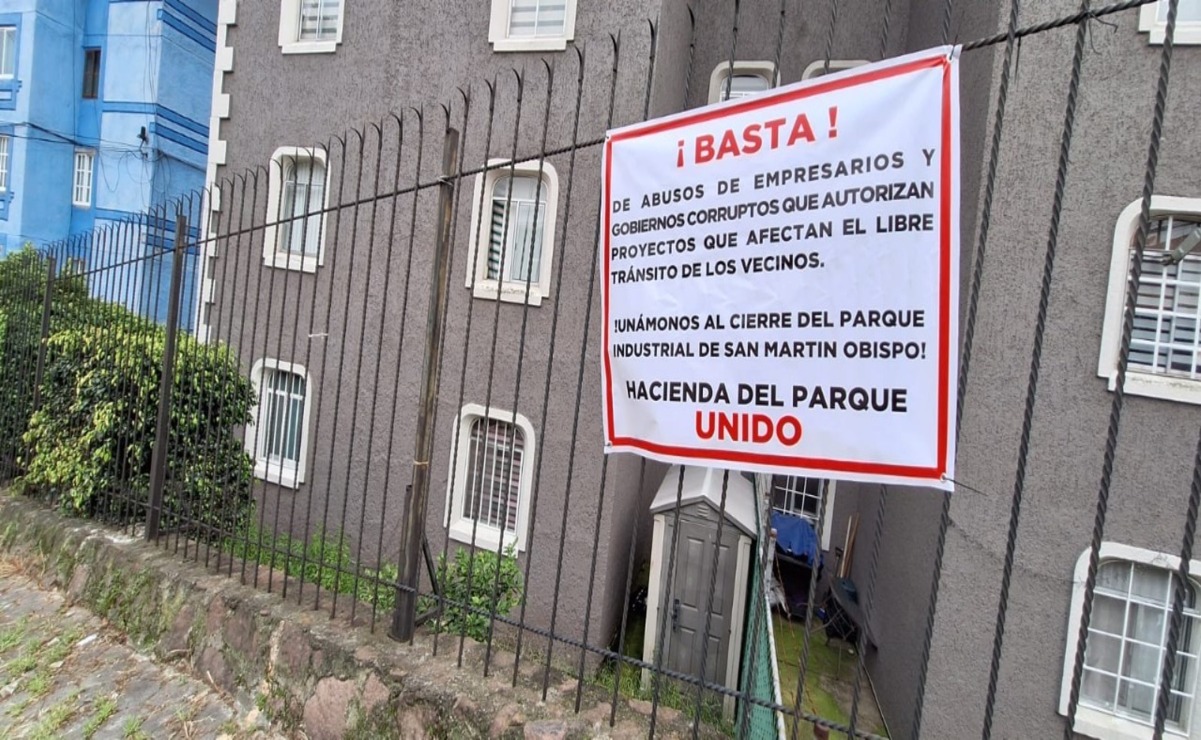 ¡ BASTA !
DE ABUSOS DE EMPRESARIOS Y
GOBIERNOS CORRUPTOS QUE AUTORIZAN
PROYECTOS QUE AFECTAN EL LIBRE
TRÁNSITO DE LOS VECINOS.
!UNÁMONOS AL CIERRE DEL PARQUE
INDUSTRIAL DE SAN MARTIN OBISPO!
HACIENDA DEL PARQUE
UNIDO